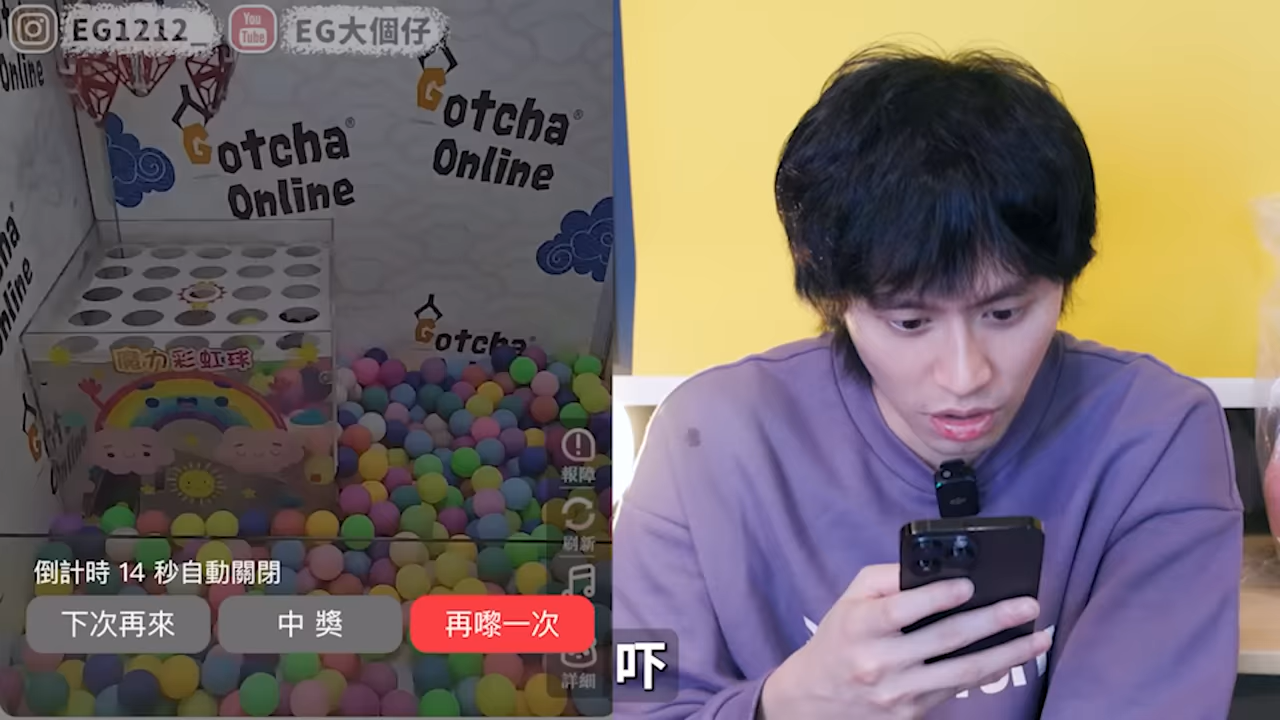 EG1212_
You Tube
EG大個仔
Online
Gotcha®
Online
Gotcha®
Online
Gotcha
魔力彩虹球
報障
刷新
倒計時 14 秒自動關閉
下次再來
中 獎
再嚟一次
詳細
吓